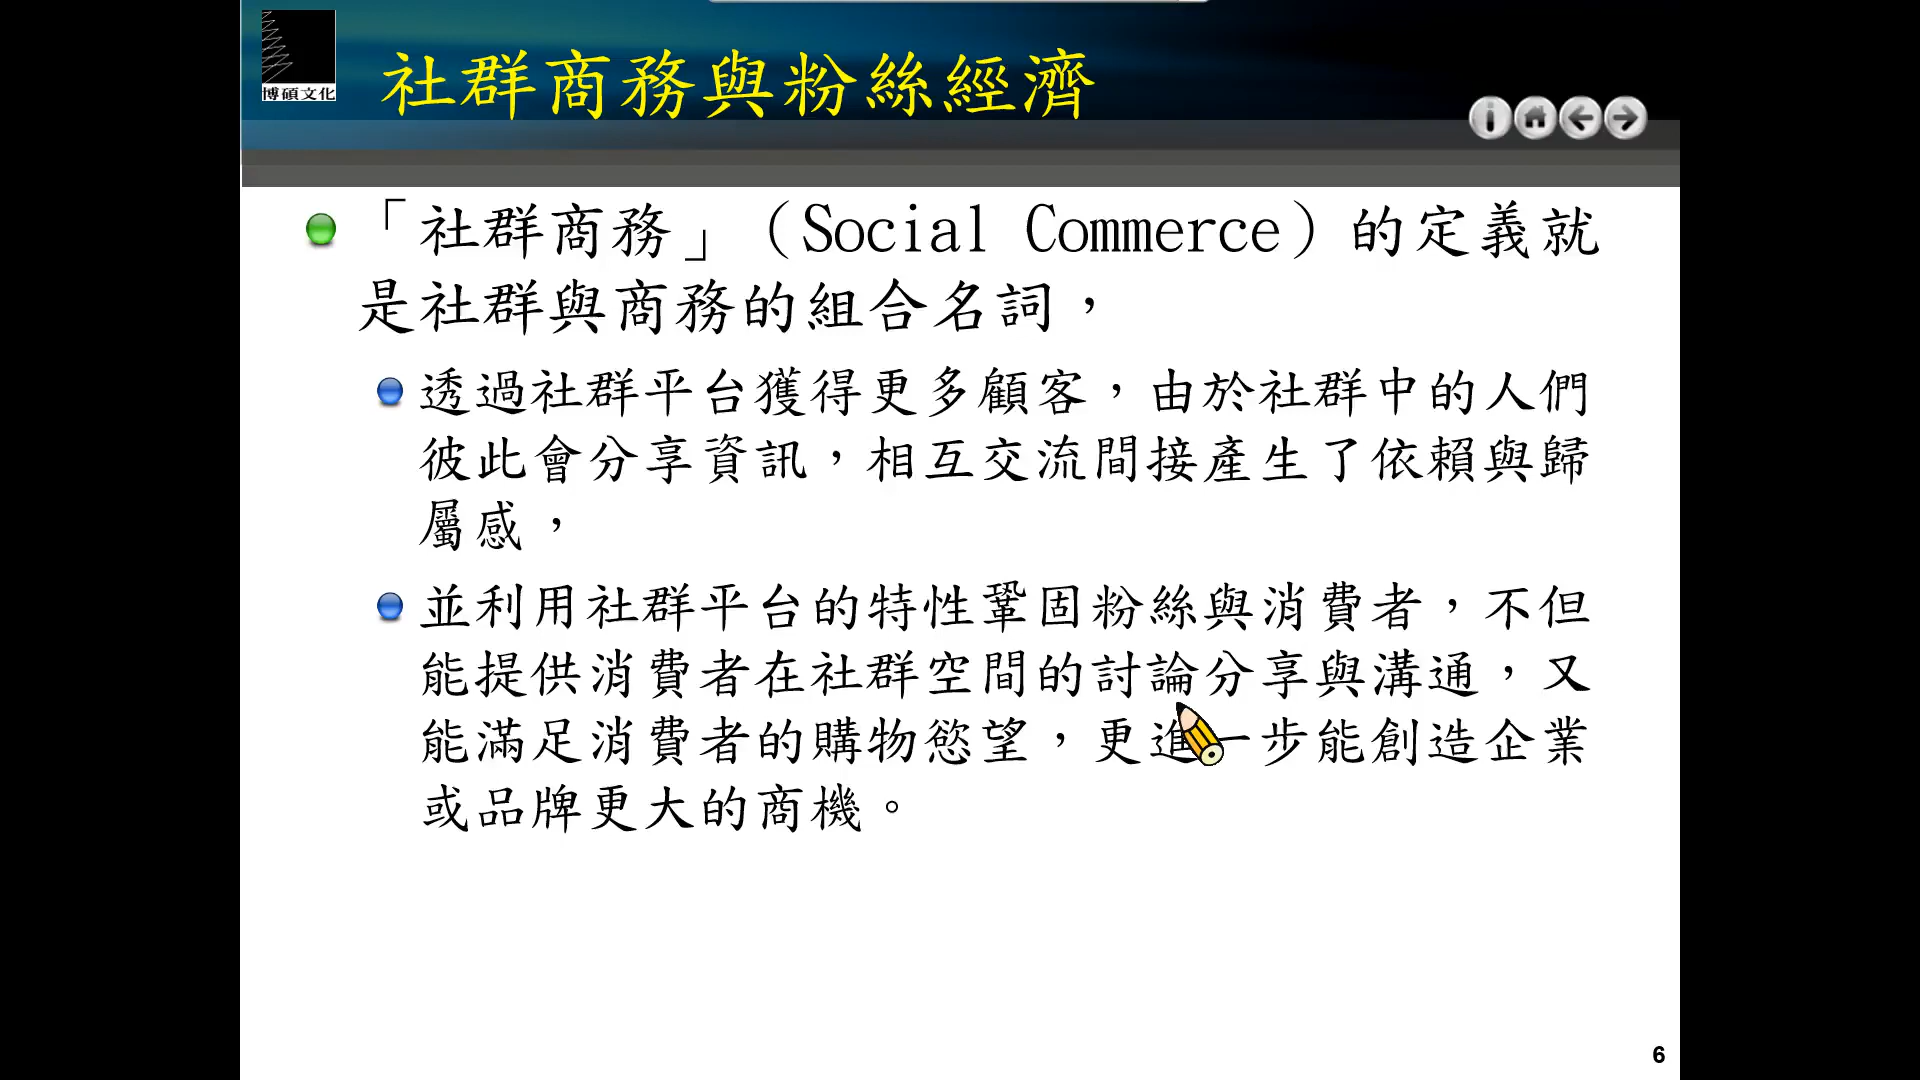 博碩文化
社群商務與粉絲經濟
「社群商務」（Social Commerce）的定義就
是社群與商務的組合名詞，
透過社群平台獲得更多顧客，由於社群中的人們
彼此會分享資訊，相互交流間接產生了依賴與歸
屬感，
並利用社群平台的特性鞏固粉絲與消費者，不但
能提供消費者在社群空間的討論分享與溝通，又
能滿足消費者的購物慾望，更進一步能創造企業
或品牌更大的商機。
6